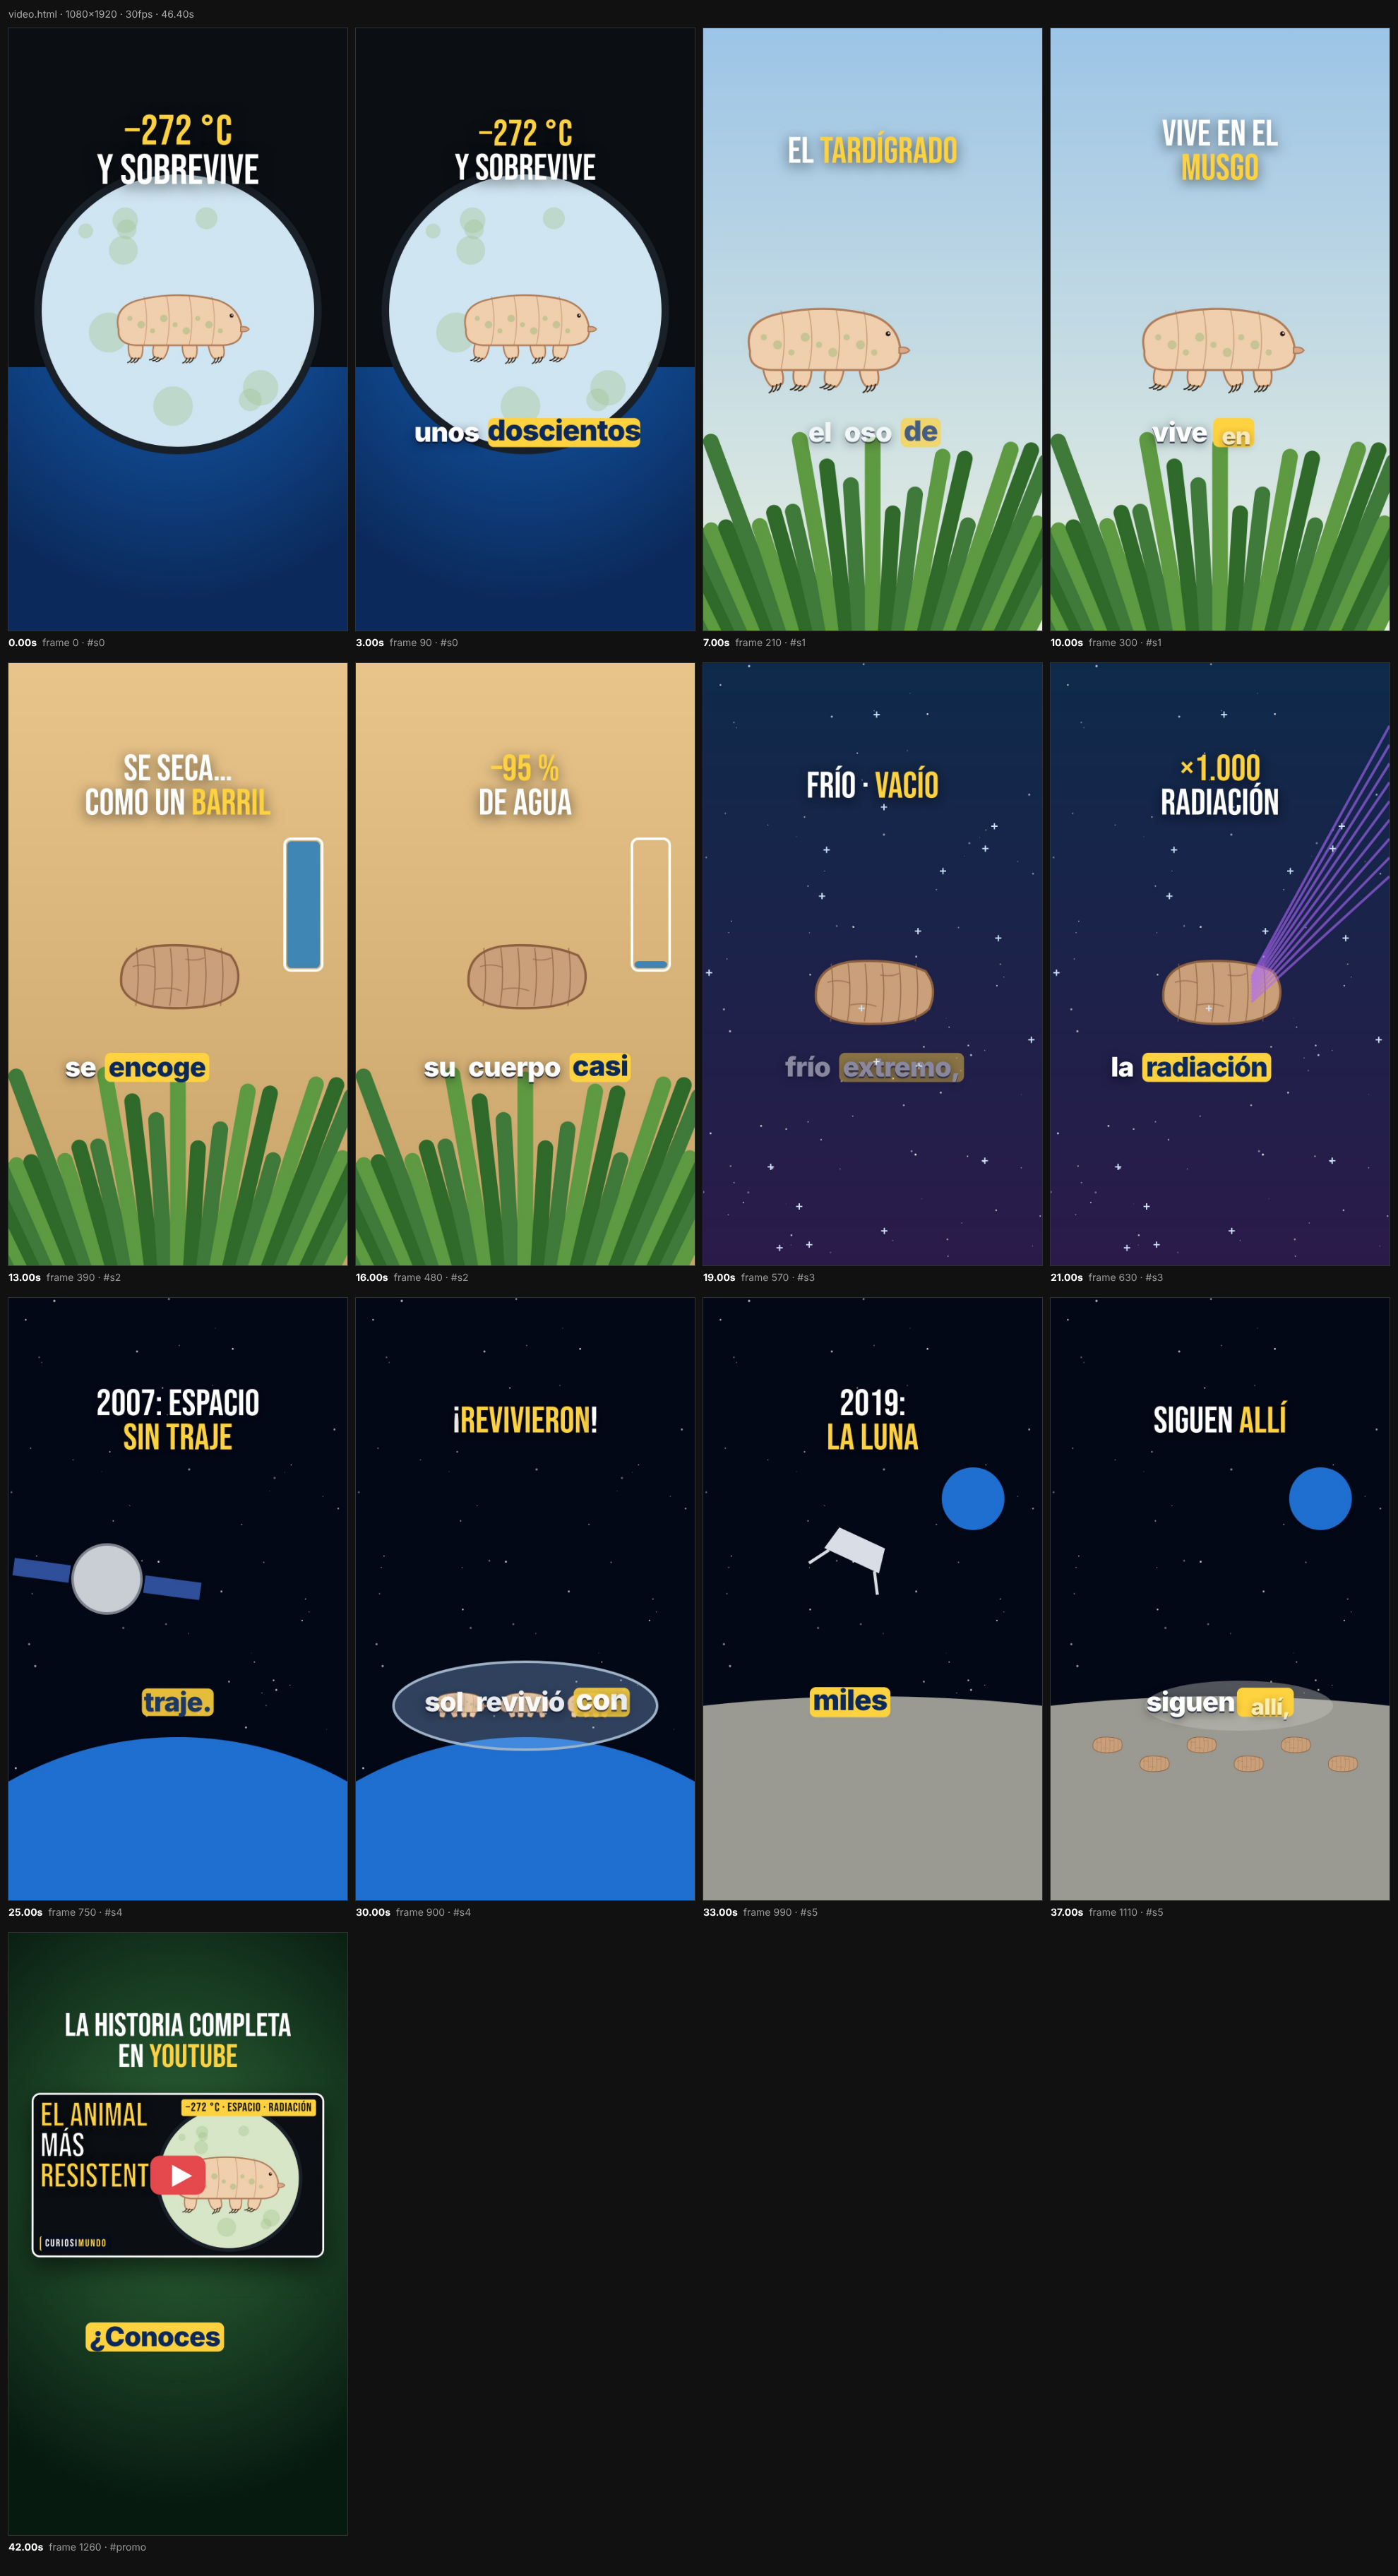 video.html · 1080×1920 · 30fps · 46.40s
−272 °C
Y SOBREVIVE
0.00s frame 0 · #s0
−272 °C
Y SOBREVIVE
unos doscientos
3.00s frame 90 · #s0
EL TARDÍGRADO
el oso de
7.00s frame 210 · #s1
VIVE EN EL
MUSGO
vive en
10.00s frame 300 · #s1
SE SECA...
COMO UN BARRIL
se encoge
13.00s frame 390 · #s2
−95 %
DE AGUA
su cuerpo casi
16.00s frame 480 · #s2
FRÍO · VACÍO
frío extremo,
19.00s frame 570 · #s3
×1.000
RADIACIÓN
la radiación
21.00s frame 630 · #s3
2007: ESPACIO
SIN TRAJE
traje.
25.00s frame 750 · #s4
¡REVIVIERON!
sol revivió con
30.00s frame 900 · #s4
2019:
LA LUNA
miles
33.00s frame 990 · #s5
SIGUEN ALLÍ
siguen allí,
37.00s frame 1110 · #s5
LA HISTORIA COMPLETA
EN YOUTUBE
−272 °C · ESPACIO · RADIACIÓN
EL ANIMAL
MÁS
RESISTENT
CURIOSIMUNDO
¿Conoces
42.00s frame 1260 · #promo